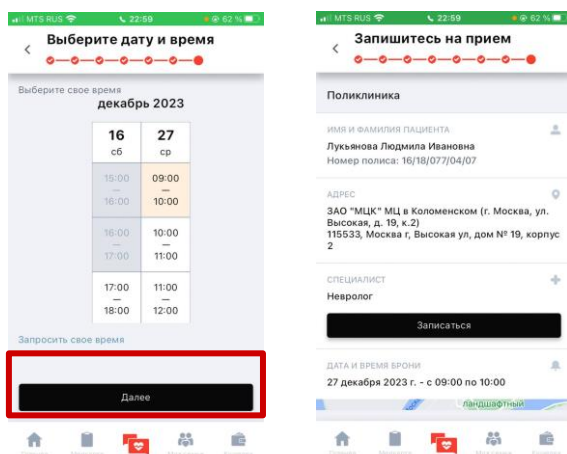 MTS RUS
22:59
62 %
Выберите дату и время
Выберите свое время
декабрь 2023
16
27
сб
ср
15:00
—
16:00
09:00
—
10:00
16:00
—
17:00
10:00
—
11:00
17:00
—
18:00
11:00
—
12:00
Запросить свое время
Далее
MTS RUS
22:59
62 %
Запишитесь на прием
Поликлиника
ИМЯ И ФАМИЛИЯ ПАЦИЕНТА
Лукьянова Людмила Ивановна
Номер полиса: 16/18/077/04/07
АДРЕС
ЗАО "МЦК" МЦ в Коломенском (г. Москва, ул.
Высокая, д. 19, к.2)
115533, Москва г, Высокая ул, дом № 19, корпус
2
СПЕЦИАЛИСТ
Невролог
Записаться
ДАТА И ВРЕМЯ БРОНИ
27 декабря 2023 г. - с 09:00 по 10:00
ландшафтный